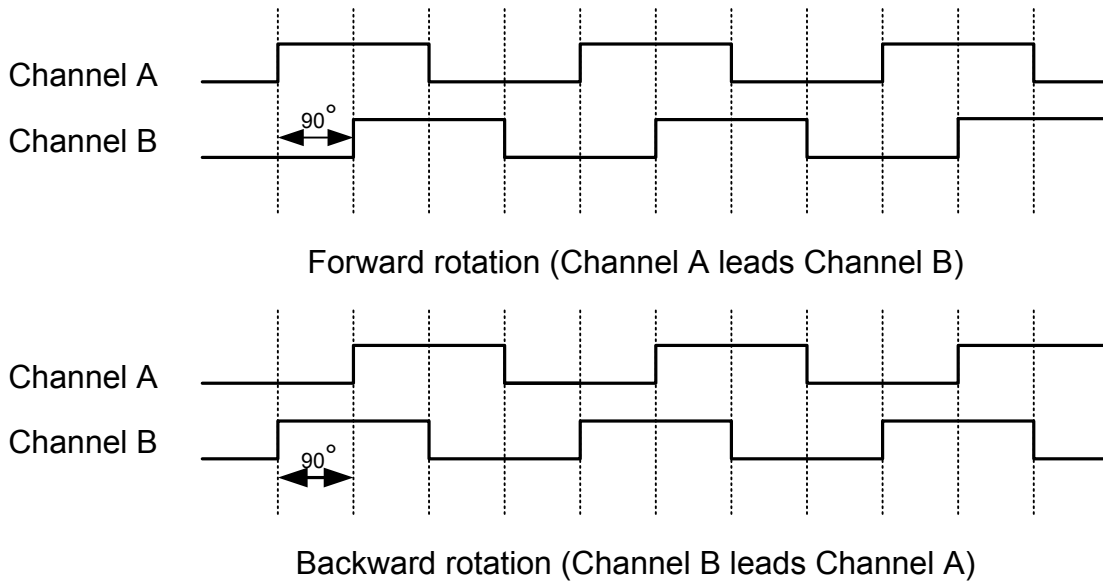 Channel A
90°
Channel B
Forward rotation (Channel A leads Channel B)
Channel A
Channel B
90°
Backward rotation (Channel B leads Channel A)